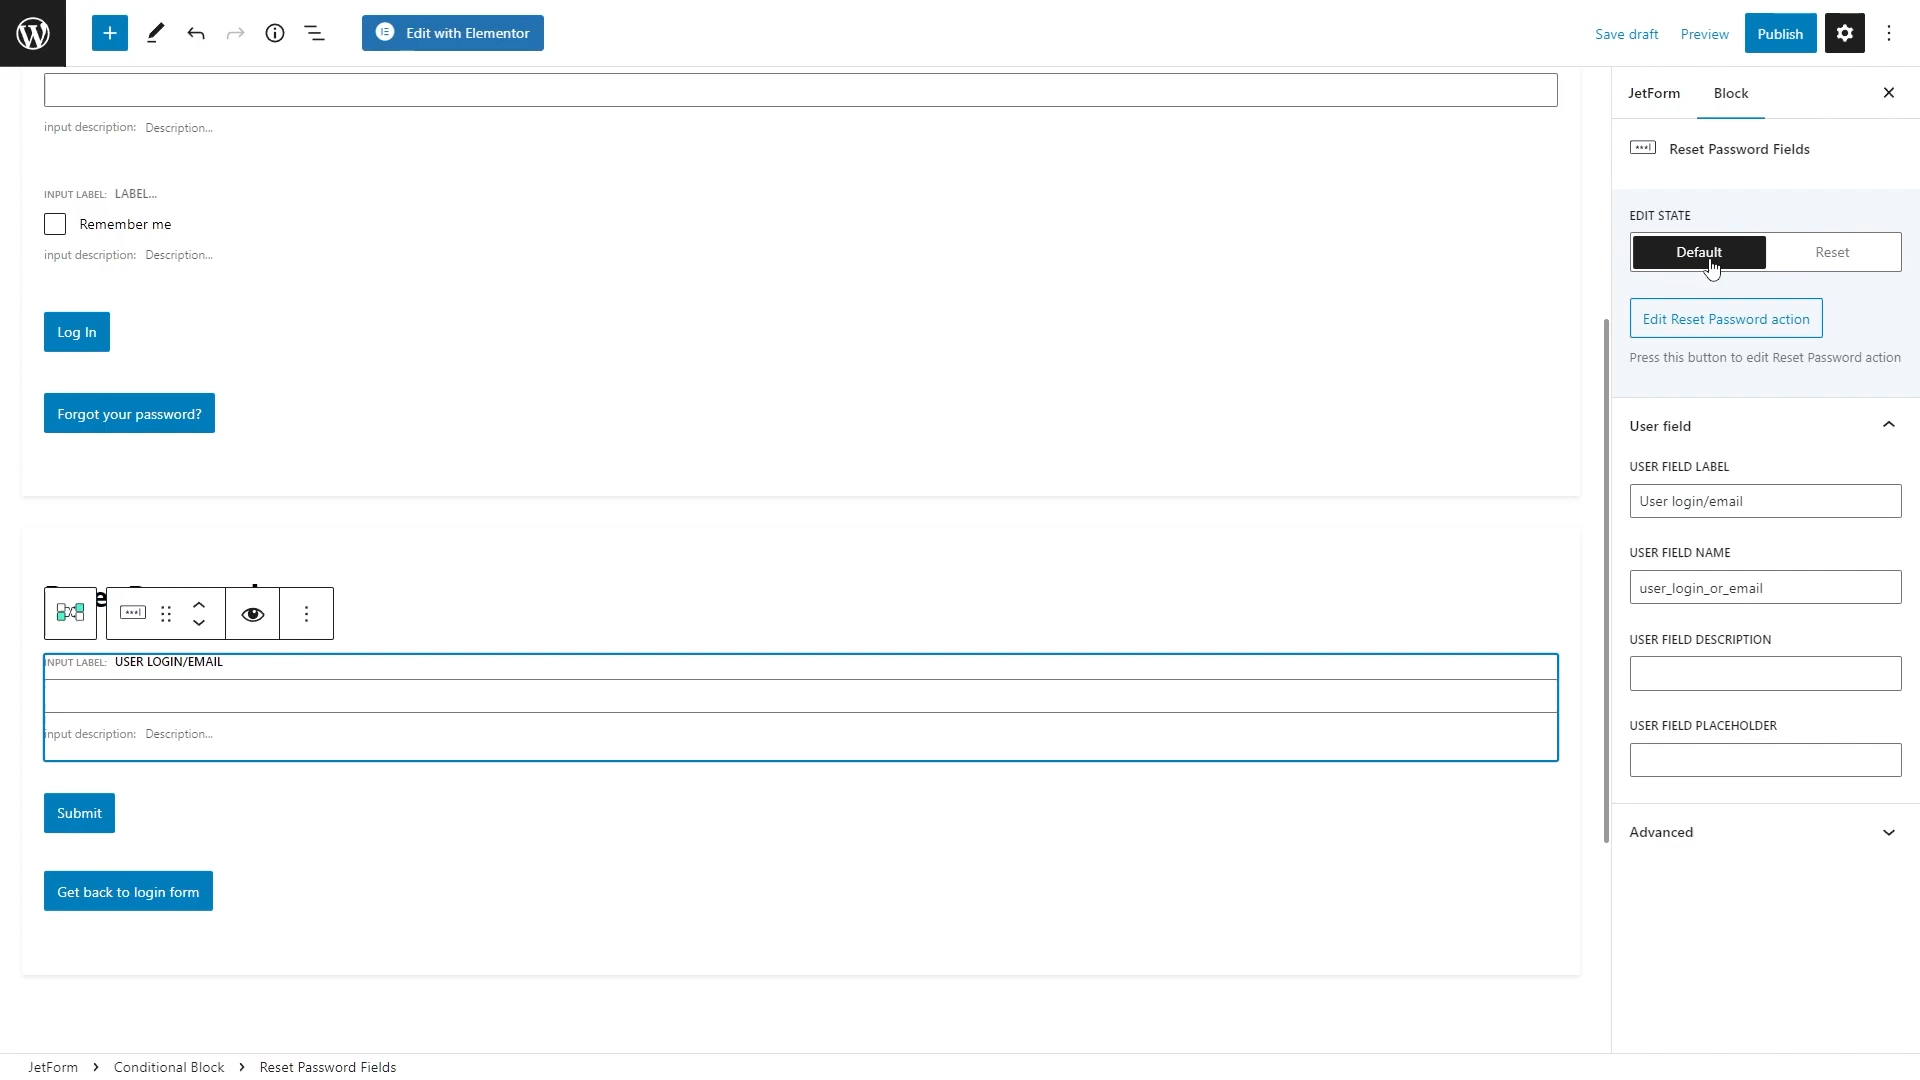 Edit with Elementor
Save draft
Preview
Publish
input description: Description...
INPUT LABEL: LABEL...
Remember me
input description: Description...
Log In
Forgot your password?
INPUT LABEL: USER LOGIN/EMAIL
input description: Description...
Submit
Get back to login form
JetForm
Block
Reset Password Fields
EDIT STATE
Default
Reset
Edit Reset Password action
Press this button to edit Reset Password action
User field
USER FIELD LABEL
User login/email
USER FIELD NAME
user_login_or_email
USER FIELD DESCRIPTION
USER FIELD PLACEHOLDER
Advanced
JetForm > Conditional Block > Reset Password Fields